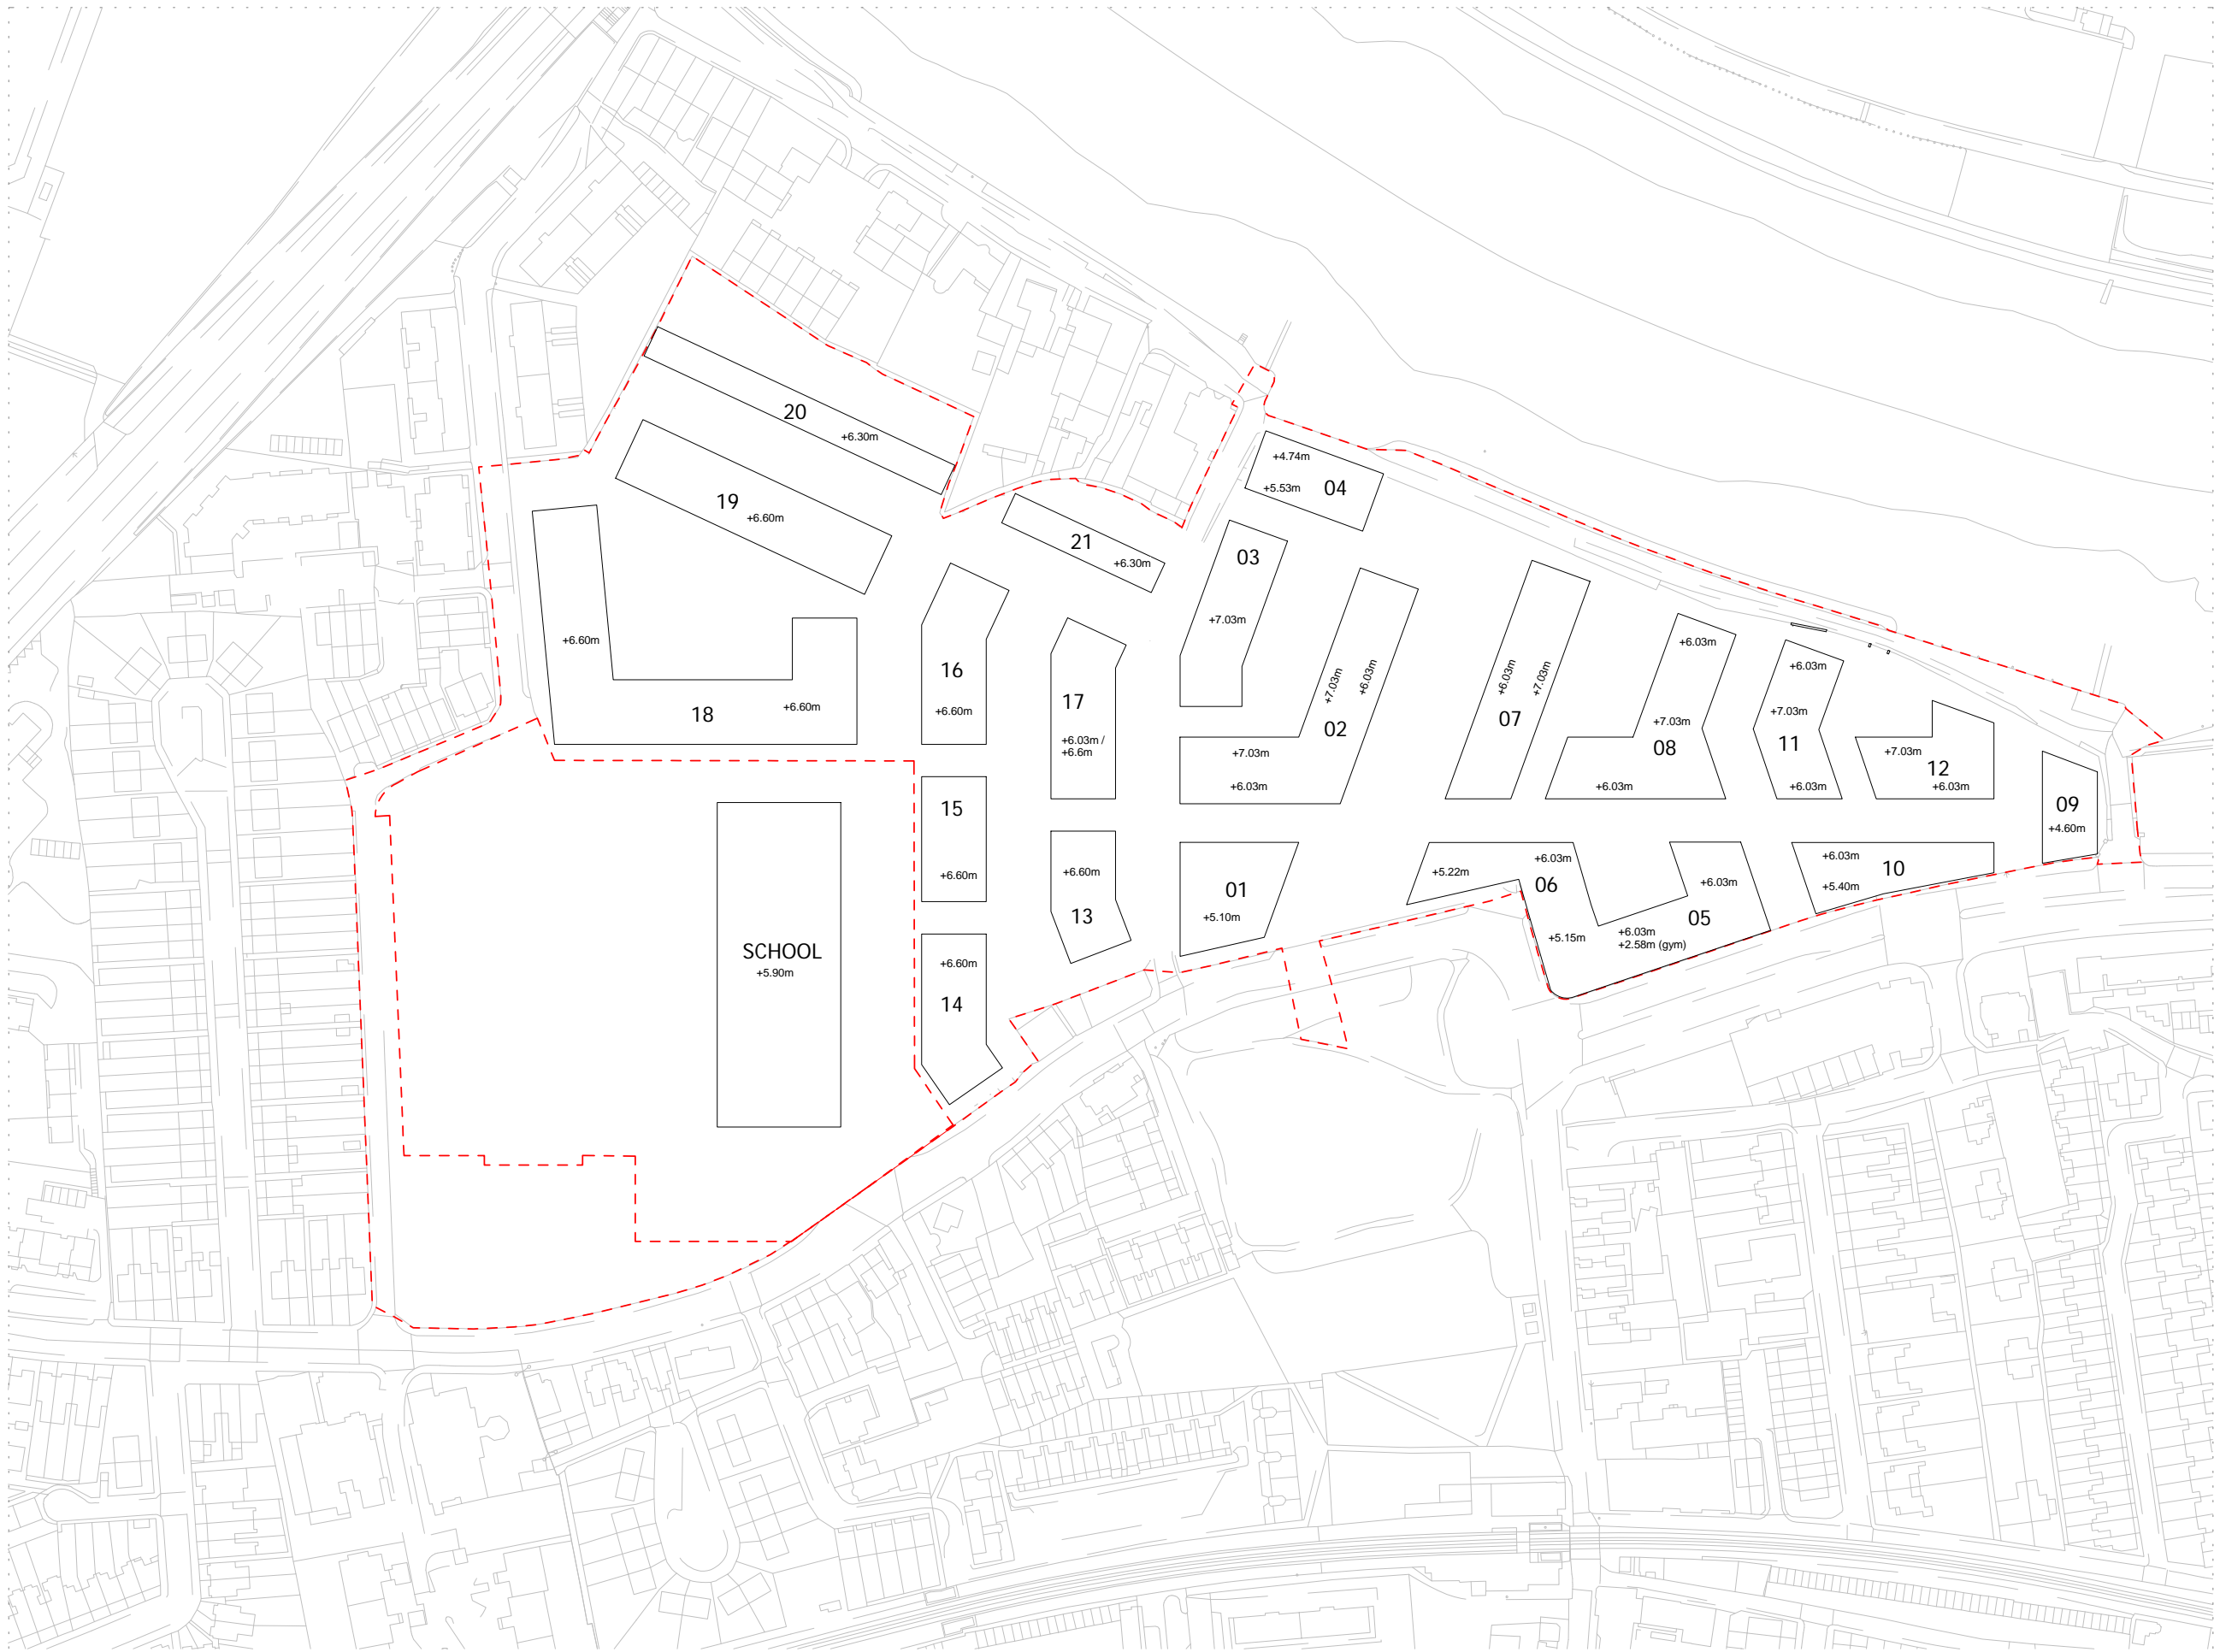 20
+6.30m
+4.74m
+5.53m
04
19
+6.60m
21
+6.30m
03
+7.03m
+6.60m
18
+6.60m
16
+6.60m
17
+6.03m /
+6.6m
+7.03m
+6.03m
02
+7.03m
+6.03m
+6.03m
+7.03m
07
+6.03m
+7.03m
08
+6.03m
+6.03m
+7.03m
11
+6.03m
+7.03m
12
+6.03m
09
+4.60m
15
+6.60m
+6.60m
13
01
+5.10m
+5.22m
+6.03m
06
+5.15m
+6.03m
05
+6.03m
+2.58m (gym)
+6.03m
10
+5.40m
SCHOOL
+5.90m
+6.60m
14